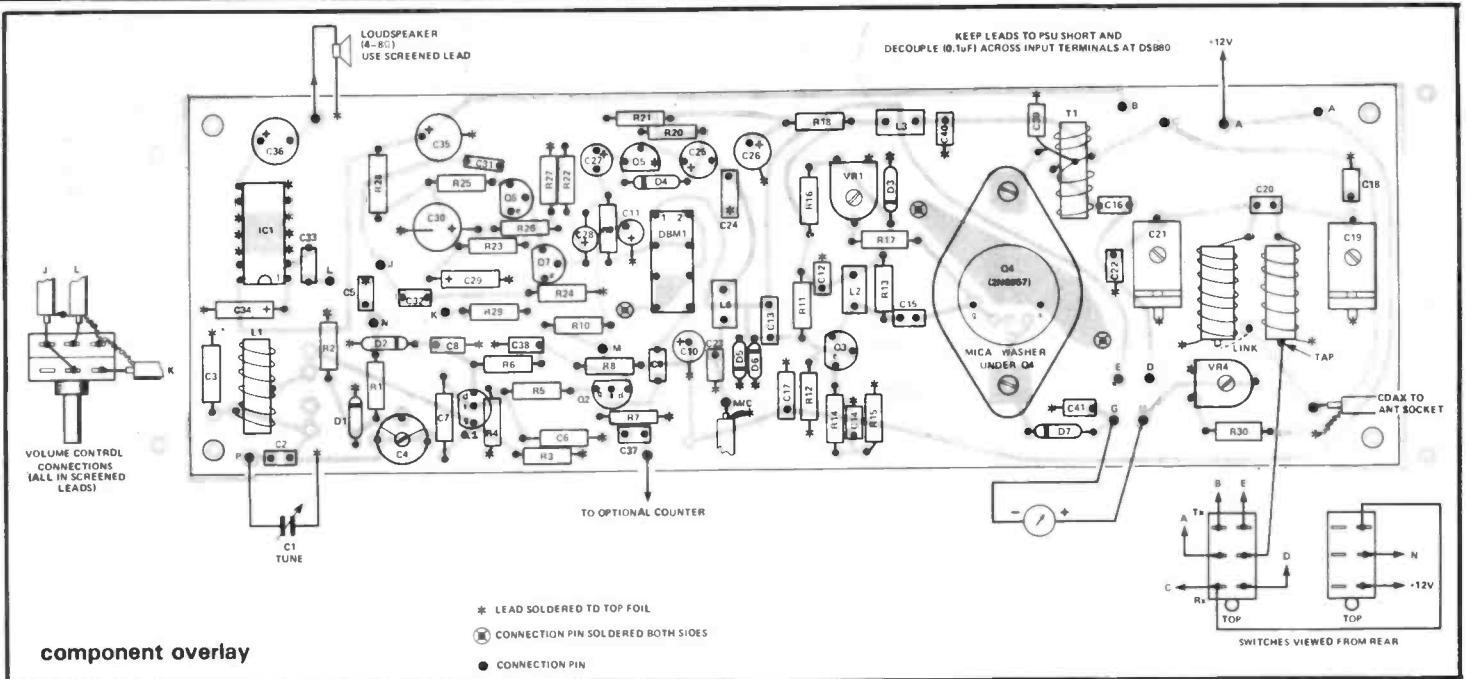 LOUDSPEAKER
(4-8Ω)
USE SCREENED LEAD
KEEP LEADS TO PSU SHORT AND
DECOUPLE (0.1uF) ACROSS INPUT TERMINALS AT DSB80
+12V
B
A
A
C36
C35
C31
R28
R25
IC1
1
C33
L
J
C30
R23
R26
Q6
R27
R22
C27
Q5
R21
R20
C25
D4
C26
C24
C28
C11
DBM1
1 2
R18
L3
C40
C39
T1
VR1
D3
R16
R17
C16
C20
C18
C21
C19
C22
Q4
MICA WASHER
UNDER Q4
L2
R13
C15
C12
R11
C13
L6
Q7
C29
R24
C5
C32
K
R29
R10
N
C34
L1
R2
D2
C8
C38
R6
M
R8
C9
C10
C23
D5
D6
Q3
C3
R1
R5
Q2
R7
C37
M/C
C17
R12
R14
C14
R15
D1
C4
C7
R4
C6
R3
C2
P
E
D
G
C41
D7
LINK
TAP
VR4
R30
COAX TO
ANT SOCKET
J L
K
VOLUME CONTROL
CONNECTIONS
(ALL IN SCREENED
LEADS)
C1
TUNE
TO OPTIONAL COUNTER
- +
B E
Tx
A
D
C
Rx
TOP
N
+12V
TOP
SWITCHES VIEWED FROM REAR
* LEAD SOLDERED TO TOP FOIL
CONNECTION PIN SOLDERED BOTH SIDES
CONNECTION PIN
component overlay